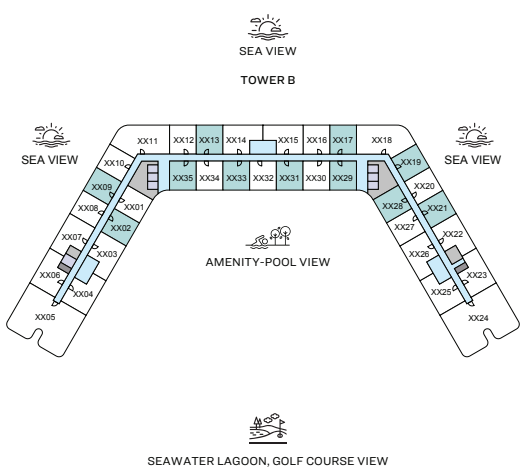 SEA VIEW
TOWER B
SEA VIEW
SEA VIEW
XX11 XX12 XX13 XX14 XX15 XX16 XX17 XX18
XX10 XX19
XX35 XX34 XX33 XX32 XX31 XX30 XX29
XX09 XX20
XX08 XX01 XX28 XX21
XX02 XX27
XX07 XX22
XX03 XX26
XX06 XX23
XX04 XX25
XX05 XX24
AMENITY-POOL VIEW
SEAWATER LAGOON, GOLF COURSE VIEW